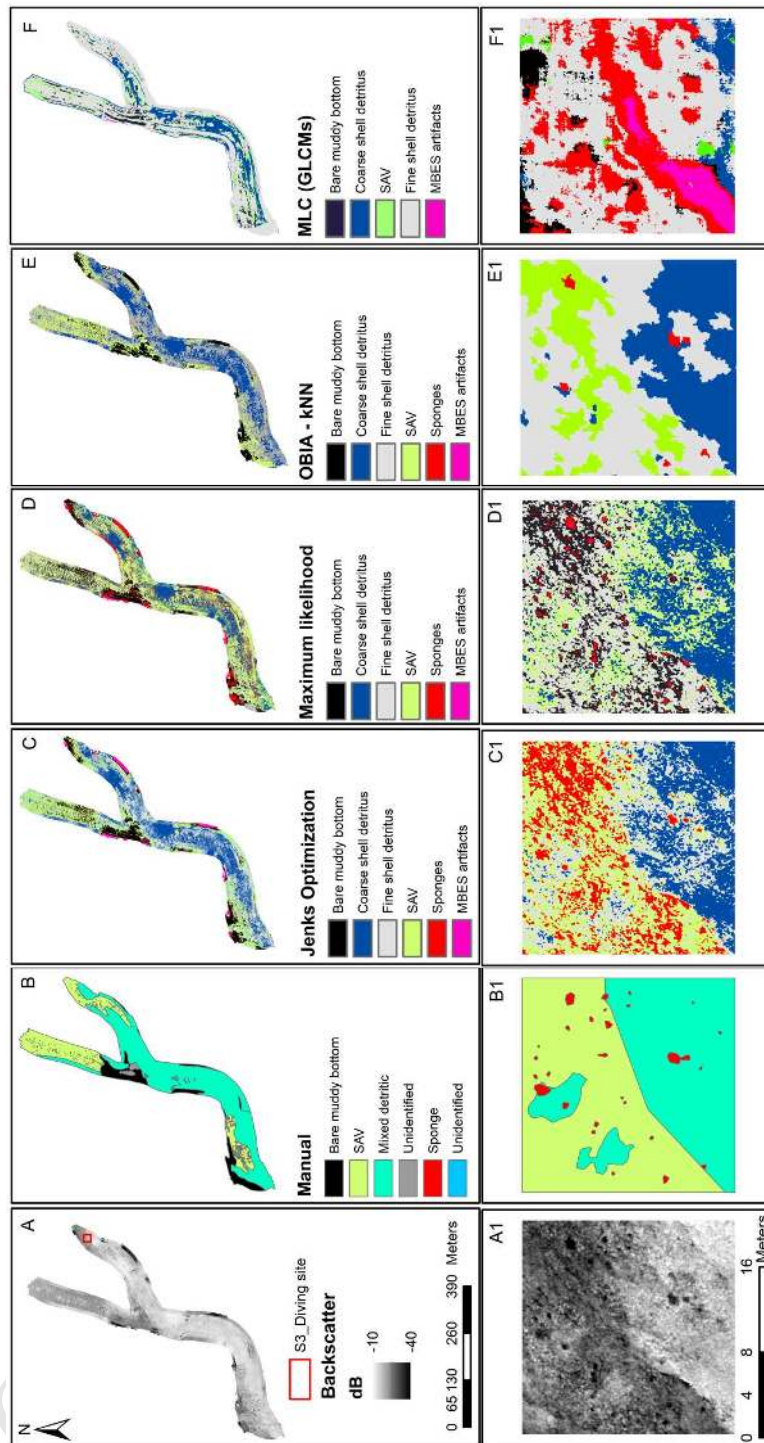 N
A
S3_Diving site
Backscatter
dB
-10
-40
0 65 130 260 390
Meters
B
Manual
Bare muddy bottom
SAV
Mixed detritic
Unidentified
Sponge
Unidentified
C
Jenks Optimization
Bare muddy bottom
Coarse shell detritus
Fine shell detritus
SAV
Sponges
MBES artifacts
D
Maximum likelihood
Bare muddy bottom
Coarse shell detritus
Fine shell detritus
SAV
Sponges
MBES artifacts
E
OBIA - kNN
Bare muddy bottom
Coarse shell detritus
Fine shell detritus
SAV
Sponges
MBES artifacts
F
MLC (GLCMs)
Bare muddy bottom
Coarse shell detritus
SAV
Fine shell detritus
MBES artifacts
A1
0 4 8 16
Meters
B1
C1
D1
E1
F1